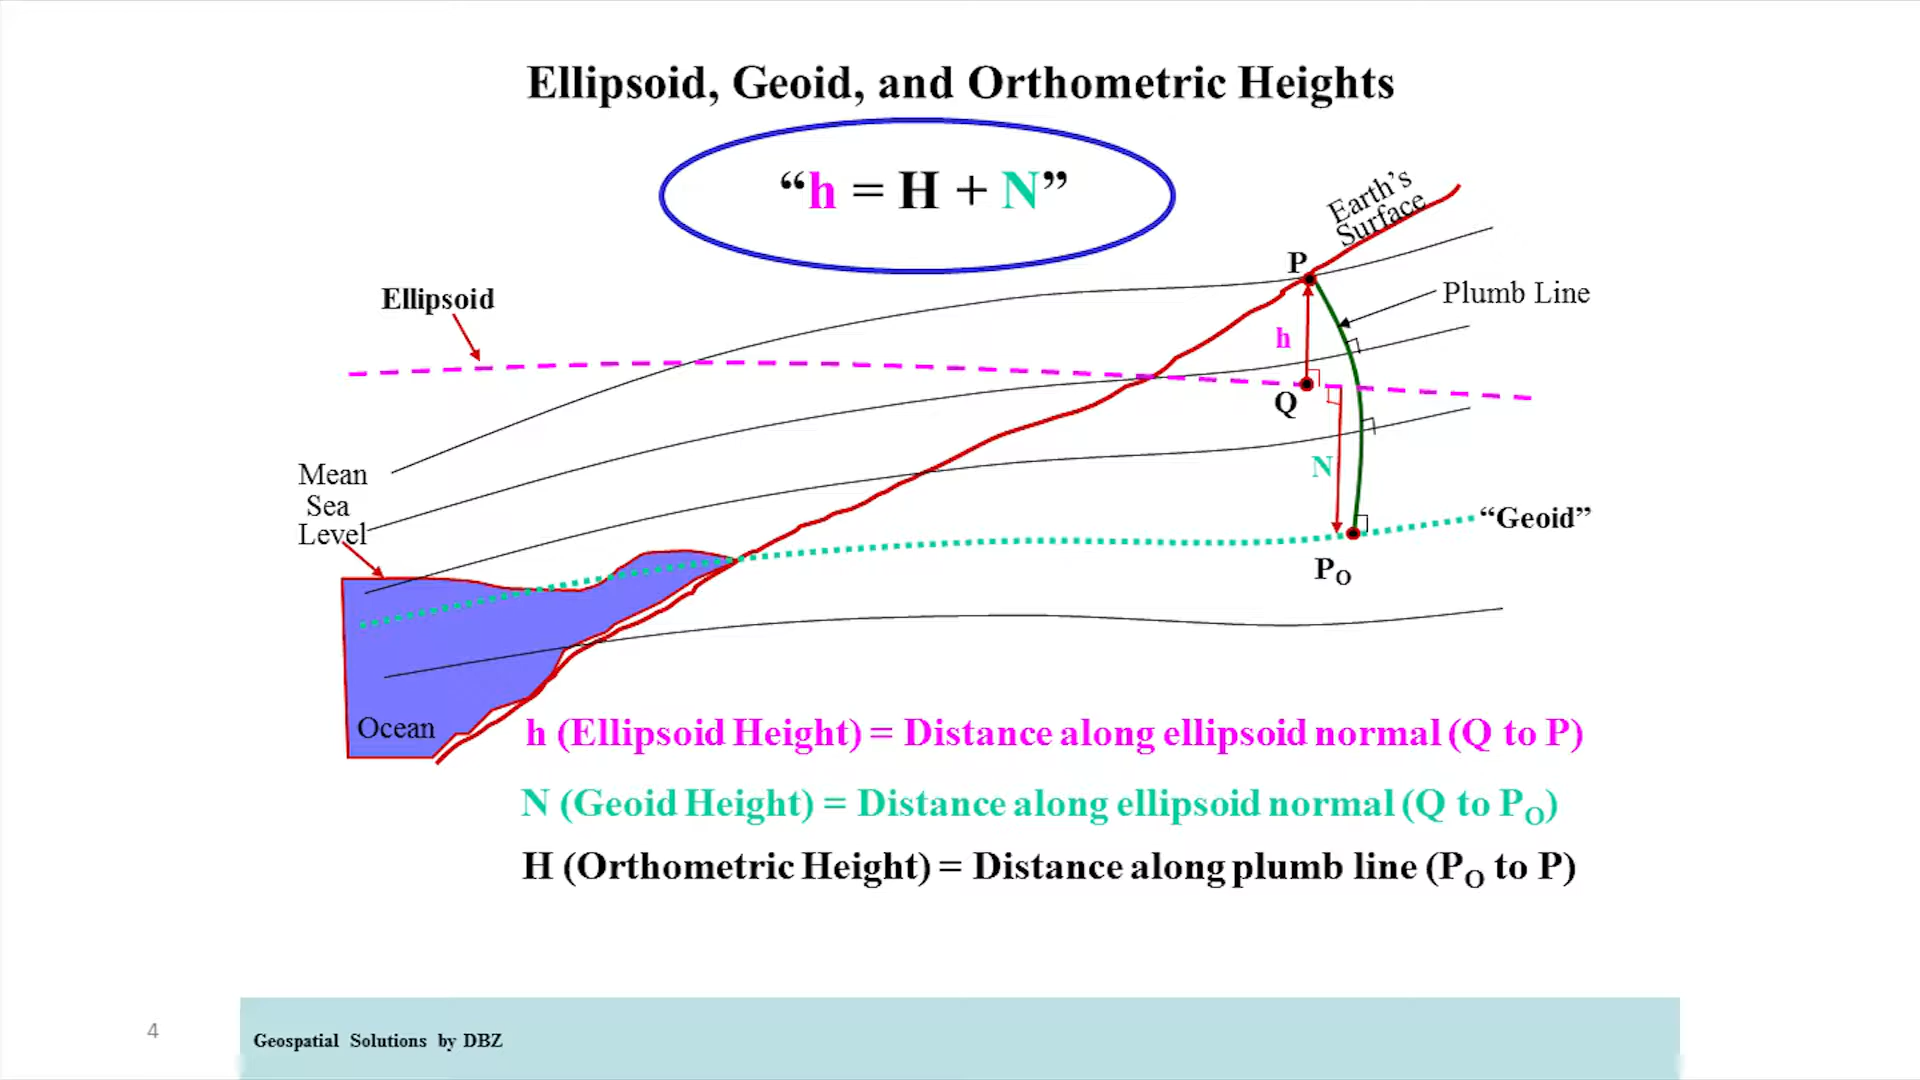 Ellipsoid, Geoid, and Orthometric Heights
“h = H + N”
Earth’s
Surface
P
Plumb Line
Ellipsoid
h
Q
Mean
Sea
Level
N
“Geoid”
PO
Ocean
h (Ellipsoid Height) = Distance along ellipsoid normal (Q to P)
N (Geoid Height) = Distance along ellipsoid normal (Q to PO)
H (Orthometric Height) = Distance along plumb line (PO to P)
4
Geospatial Solutions by DBZ